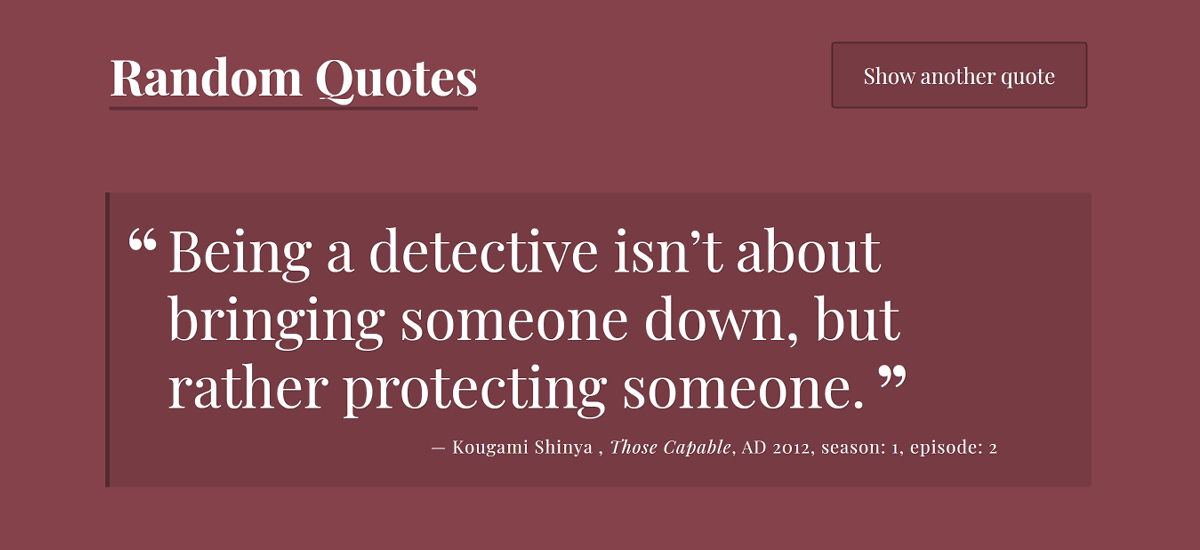 Random Quotes
Show another quote
“Being a detective isn’t about
bringing someone down, but
rather protecting someone.”
— Kougami Shinya , Those Capable, AD 2012, season: 1, episode: 2